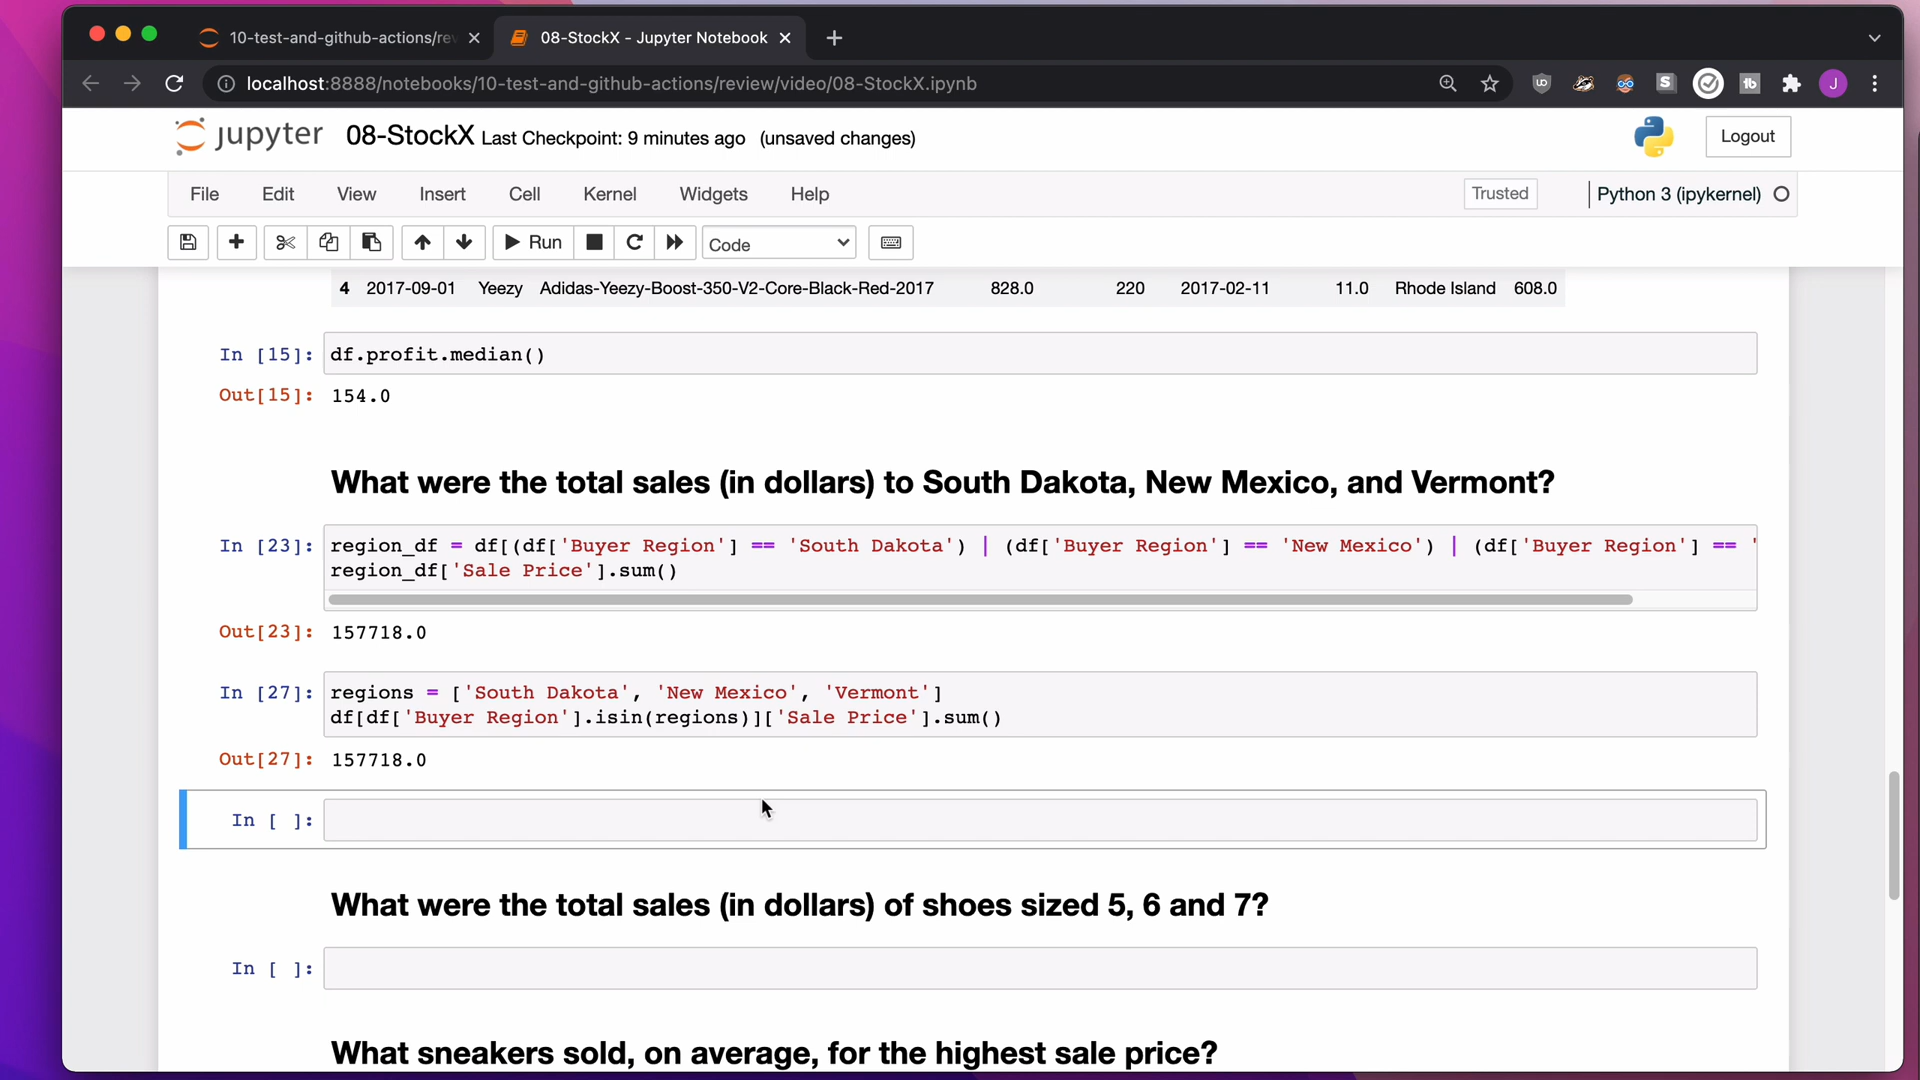 10-test-and-github-actions/rev
08-StockX - Jupyter Notebook
localhost:8888/notebooks/10-test-and-github-actions/review/video/08-StockX.ipynb
J
jupyter 08-StockX Last Checkpoint: 9 minutes ago (unsaved changes)
Logout
File Edit View Insert Cell Kernel Widgets Help
Trusted
Python 3 (ipykernel)
Run
Code
4 2017-09-01 Yeezy Adidas-Yeezy-Boost-350-V2-Core-Black-Red-2017 828.0 220 2017-02-11 11.0 Rhode Island 608.0
In [15]: df.profit.median()
Out[15]: 154.0
What were the total sales (in dollars) to South Dakota, New Mexico, and Vermont?
In [23]: region_df = df[(df['Buyer Region'] == 'South Dakota') | (df['Buyer Region'] == 'New Mexico') | (df['Buyer Region'] == '
region_df['Sale Price'].sum()
Out[23]: 157718.0
In [27]: regions = ['South Dakota', 'New Mexico', 'Vermont']
df[df['Buyer Region'].isin(regions)]['Sale Price'].sum()
Out[27]: 157718.0
In [ ]:
What were the total sales (in dollars) of shoes sized 5, 6 and 7?
In [ ]:
What sneakers sold, on average, for the highest sale price?